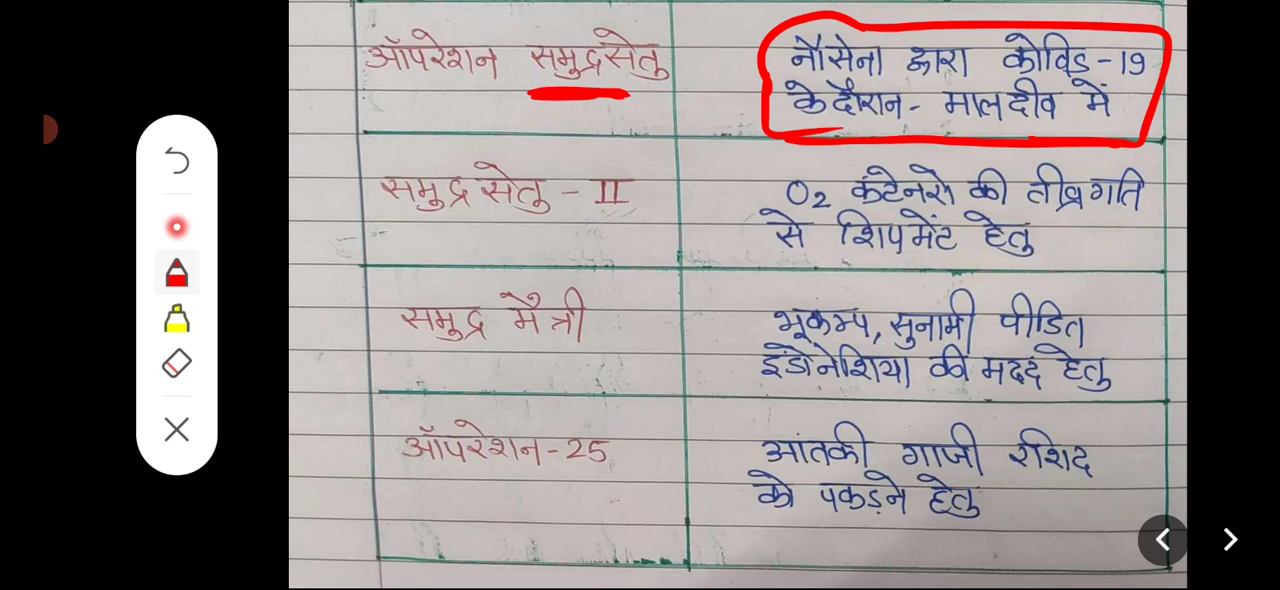 ऑपरेशन समुद्रसेतु
नौसेना द्वारा कोविड-19
के दौरान - मालदीव में
समुद्र सेतु - II
O₂ कंटेनरो की तीव्रगति
से शिपमेंट हेतु
समुद्र मैत्री
भूकम्प, सुनामी पीडित
इंडोनेशिया की मदद हेतु
ऑपरेशन-25
आंतकी गाजी रशिद
को पकड़ने हेतु